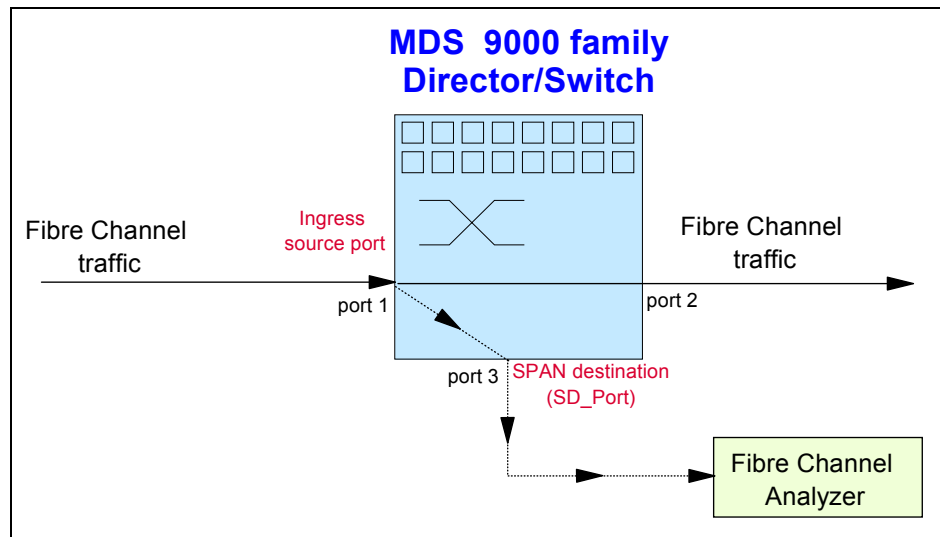 MDS 9000 family
Director/Switch
Ingress
source port
Fibre Channel
traffic
Fibre Channel
traffic
port 1
port 2
port 3
SPAN destination
(SD_Port)
Fibre Channel
Analyzer